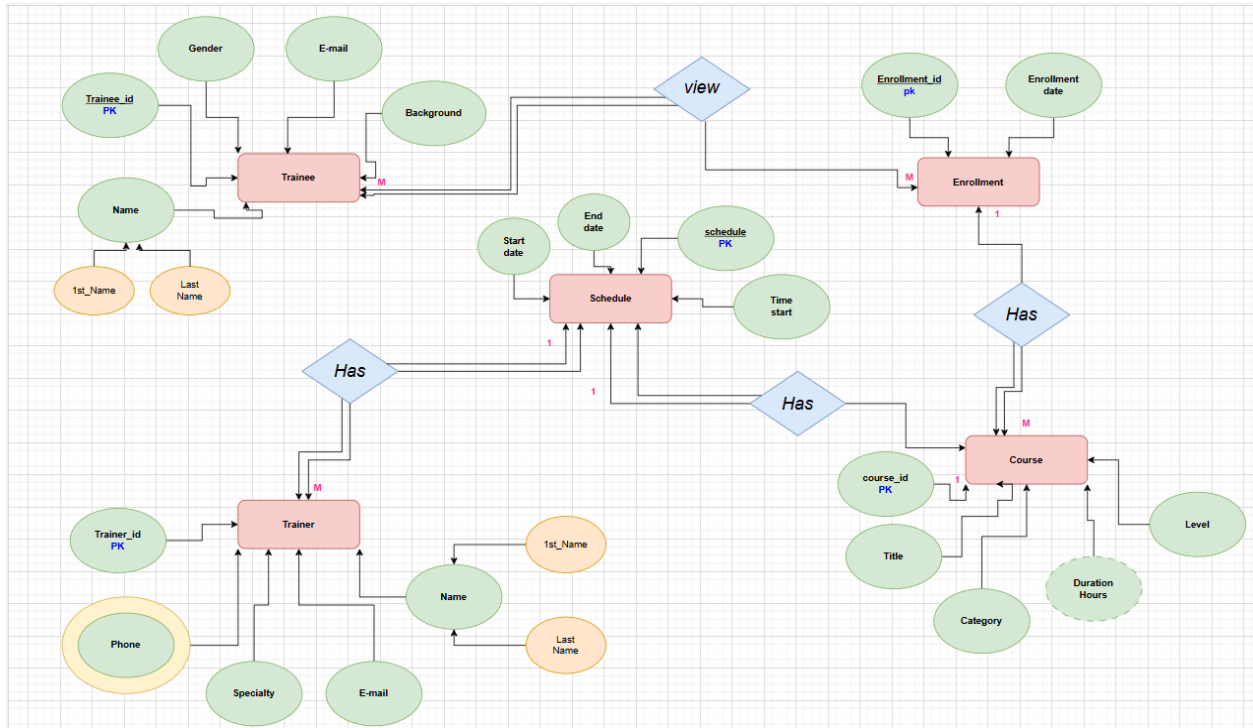 Gender
E-mail
Trainee_id
PK
Background
view
Enrollment_id
pk
Enrollment
date
Trainee
M
M
Enrollment
Name
1st_Name
Last
Name
1
Start
date
End
date
schedule
PK
Schedule
Time
start
Has
1
Has
1
Has
M
Course
course_id
PK
1
Level
Title
Category
Duration
Hours
M
Trainer
Trainer_id
PK
1st_Name
Name
Last
Name
Phone
Specialty
E-mail